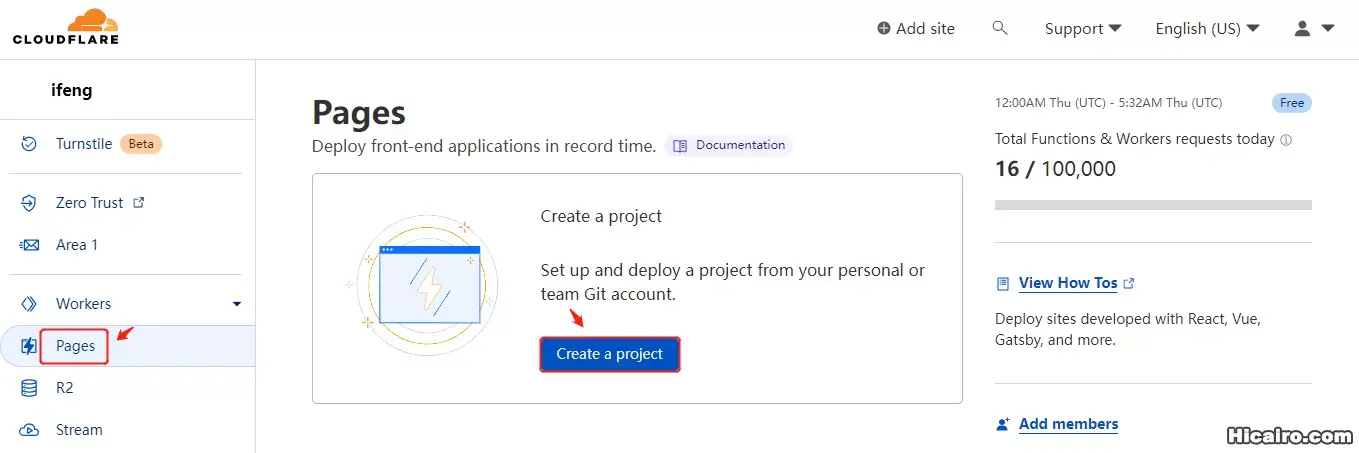 CLOUDFLARE
Add site
Support
English (US)
ifeng
Turnstile Beta
Zero Trust
Area 1
Workers
Pages
R2
Stream
Pages
Deploy front-end applications in record time. Documentation
Create a project
Set up and deploy a project from your personal or
team Git account.
Create a project
12:00AM Thu (UTC) - 5:32AM Thu (UTC) Free
Total Functions & Workers requests today
16 / 100,000
View How Tos
Deploy sites developed with React, Vue,
Gatsby, and more.
Add members
Hicairo.com